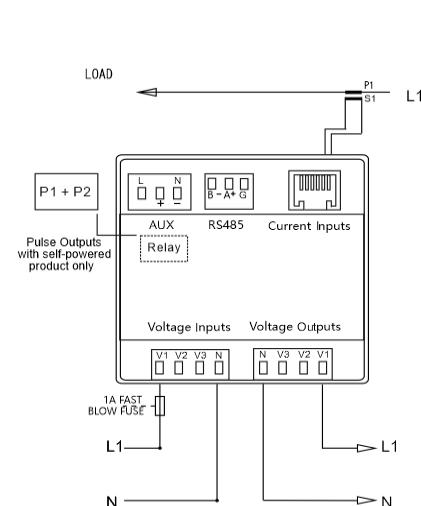 LOAD
P1
S1
L1
P1 + P2
L N
+ −
B − A+ G
AUX RS485 Current Inputs
Relay
Pulse Outputs
with self-powered
product only
Voltage Inputs Voltage Outputs
V1 V2 V3 N N V3 V2 V1
1A FAST
BLOW FUSE
L1 L1
N N